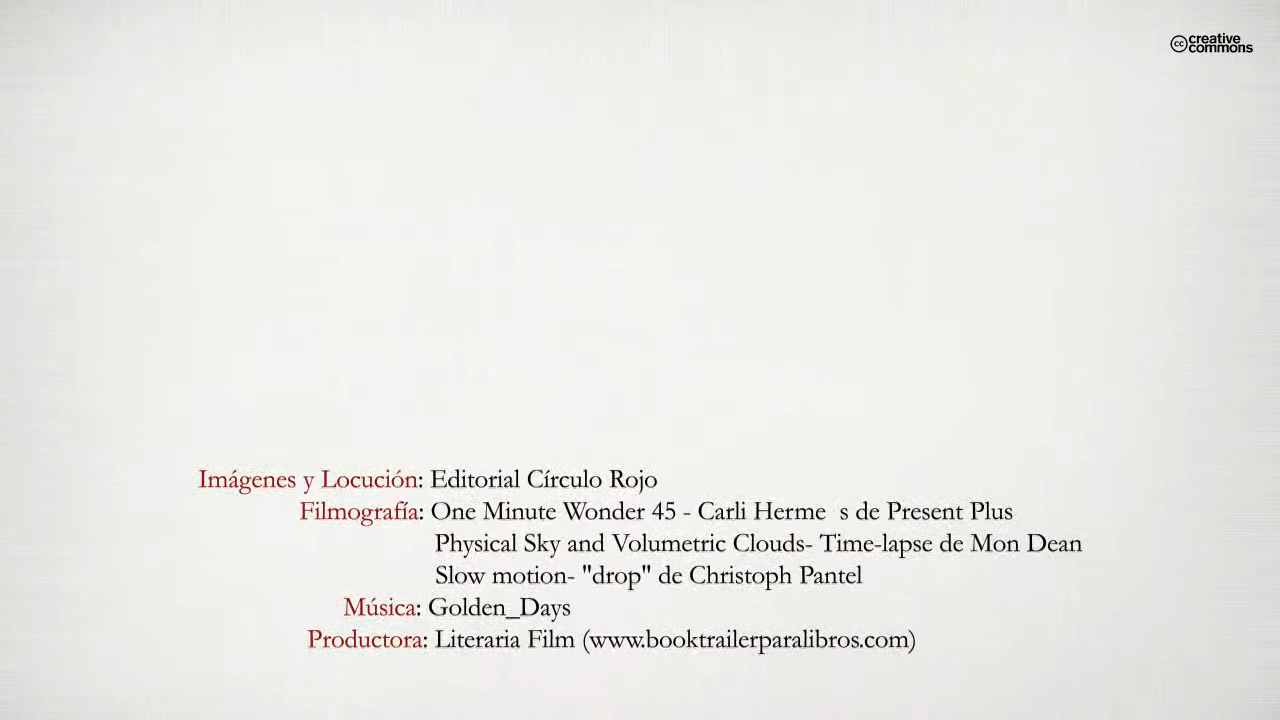 creative
commons
Imágenes y Locución: Editorial Círculo Rojo
Filmografía: One Minute Wonder 45 - Carli Herme  s de Present Plus
Physical Sky and Volumetric Clouds- Time-lapse de Mon Dean
Slow motion- "drop" de Christoph Pantel
Música: Golden_Days
Productora: Literaria Film (www.booktrailerparalibros.com)